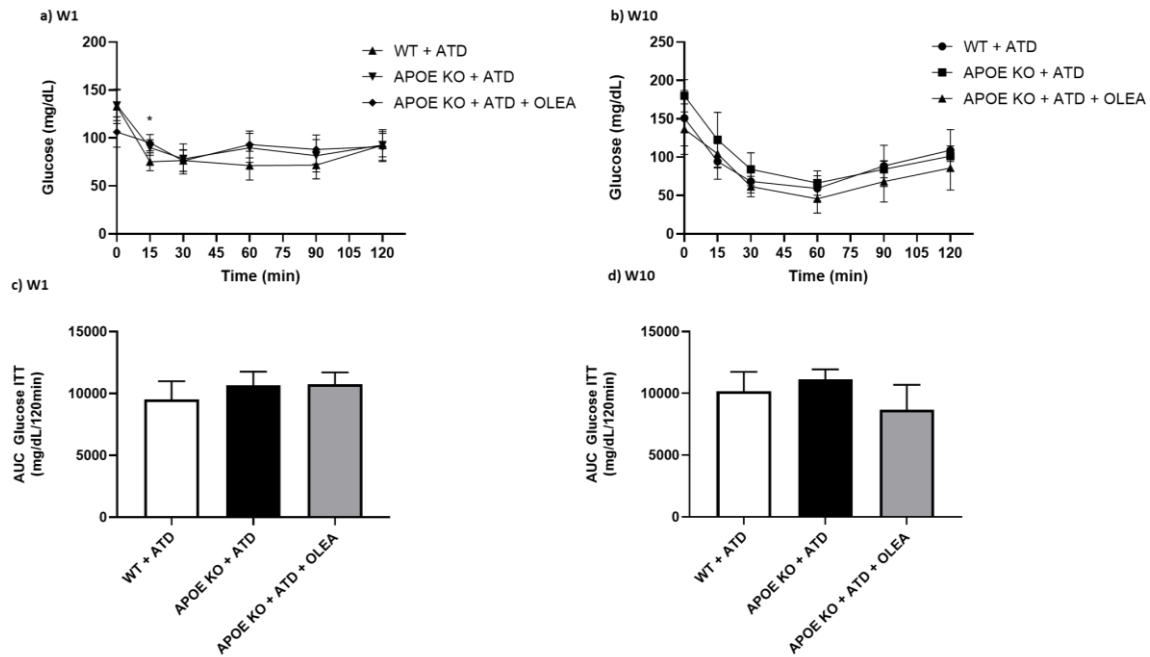 a) W1
200
150
100
50
0
Glucose (mg/dL)
*
0 15 30 45 60 75 90 105 120
Time (min)
WT + ATD
APOE KO + ATD
APOE KO + ATD + OLEA
b) W10
250
200
150
100
50
0
Glucose (mg/dL)
0 15 30 45 60 75 90 105 120
Time (min)
WT + ATD
APOE KO + ATD
APOE KO + ATD + OLEA
c) W1
15000
10000
5000
0
AUC Glucose ITT
(mg/dL/120min)
WT + ATD
APOE KO + ATD
APOE KO + ATD + OLEA
d) W10
15000
10000
5000
0
AUC Glucose ITT
(mg/dL/120min)
WT + ATD
APOE KO + ATD
APOE KO + ATD + OLEA